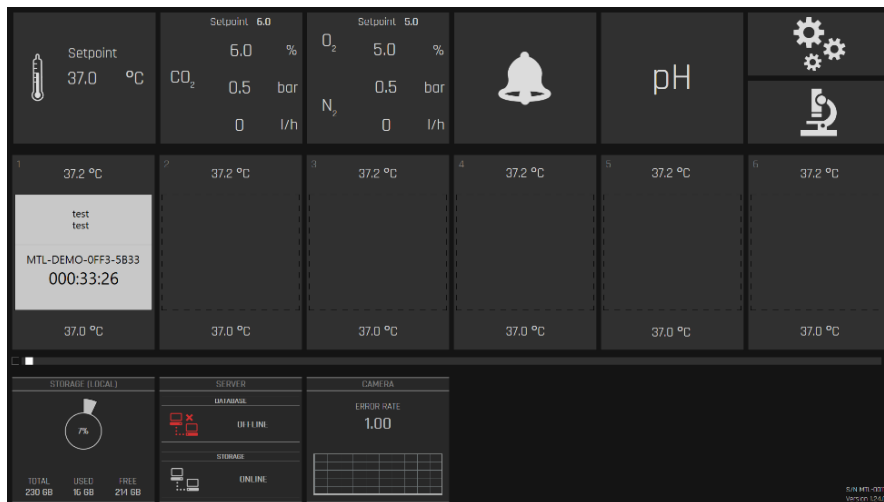 Setpoint
37.0 °C
Setpoint 6.0
CO2
6.0 %
0.5 bar
0 l/h
Setpoint 5.0
O2
5.0 %
0.5 bar
N2
0 l/h
pH
1
37.2 °C
test
test
MTL-DEMO-0FF3-5B33
000:33:26
37.0 °C
2
37.2 °C
37.0 °C
3
37.2 °C
37.0 °C
4
37.2 °C
37.0 °C
5
37.2 °C
37.0 °C
6
37.2 °C
37.0 °C
STORAGE (LOCAL)
7%
TOTAL USED FREE
230 GB 16 GB 214 GB
SERVER
DATABASE
OFFLINE
STORAGE
ONLINE
CAMERA
ERROR RATE
1.00
S/N MTL-
Version